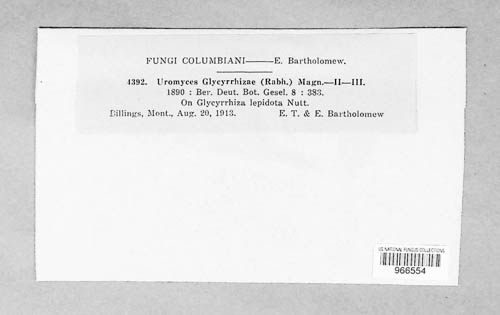 FUNGI COLUMBIANI——E. Bartholomew.
4392. Uromyces Glycyrrhizae (Rabh.) Magn.—II—III.
1890 : Ber. Deut. Bot. Gesel. 8 : 383.
On Glycyrrhiza lepidota Nutt.
Billings, Mont., Aug. 20, 1913. E. T. & E. Bartholomew
US NATIONAL FUNGUS COLLECTIONS
966554